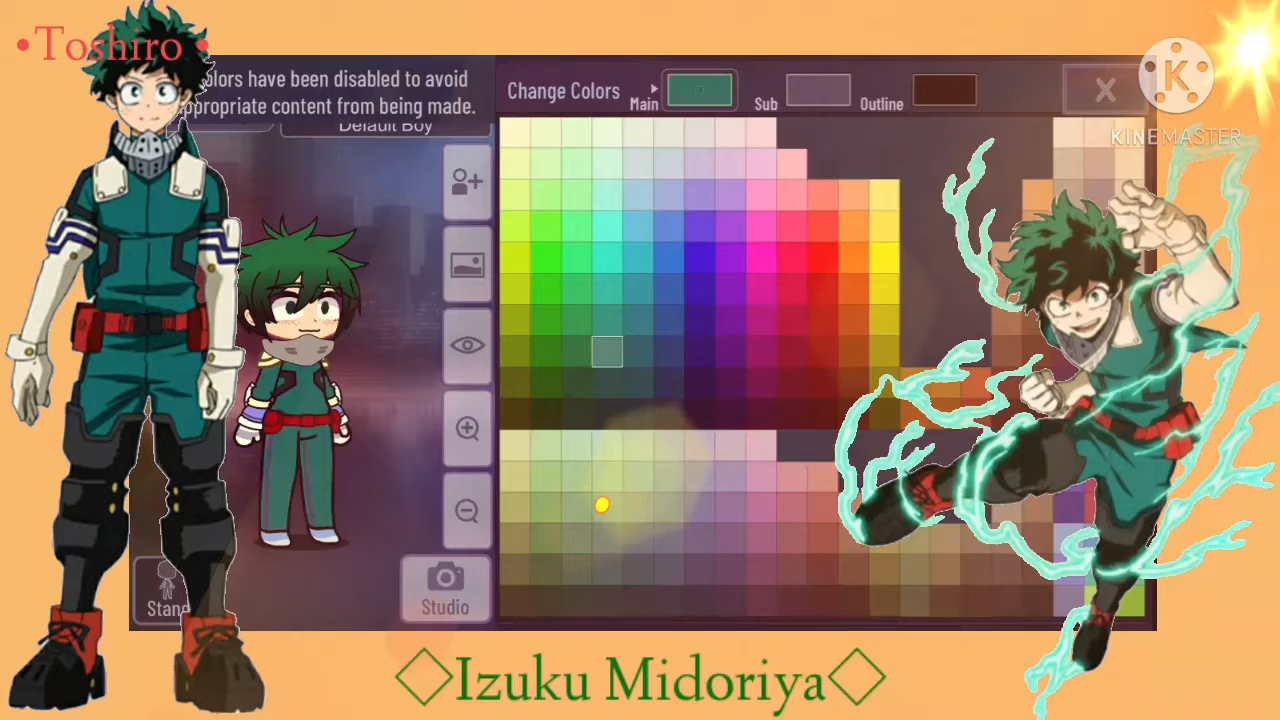 •Toshiro •
olors have been disabled to avoid
ppropriate content from being made.
Default Boy
Change Colors
Main
Sub
Outline
X
K
KINEMASTER
Stand
Studio
◇Izuku Midoriya◇